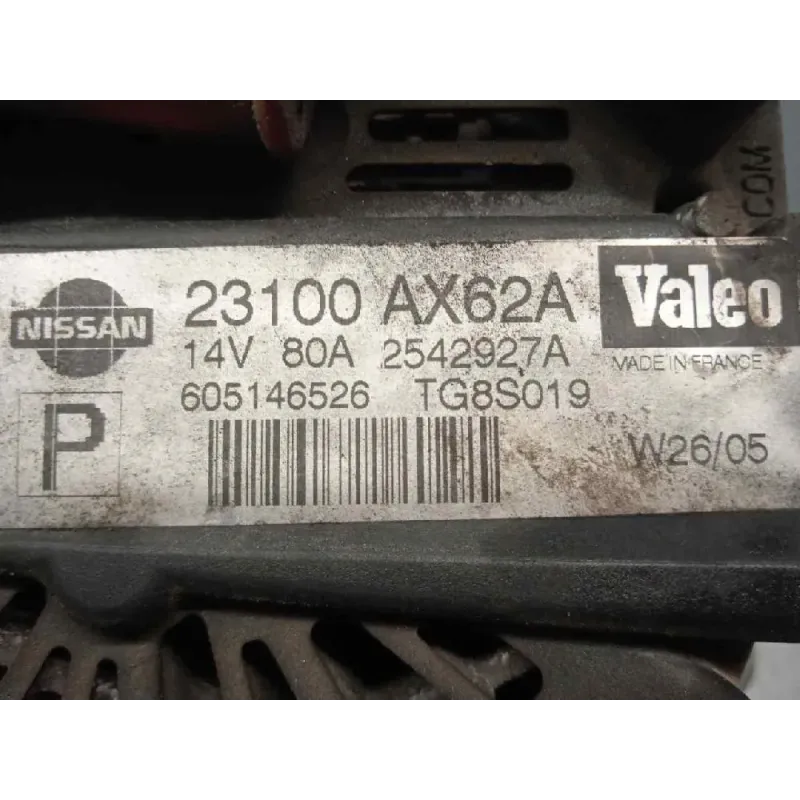 COM
NISSAN
23100 AX62A
Valeo
14V 80A 2542927A
MADE IN FRANCE
605146526 TG8S019
P
W26/05